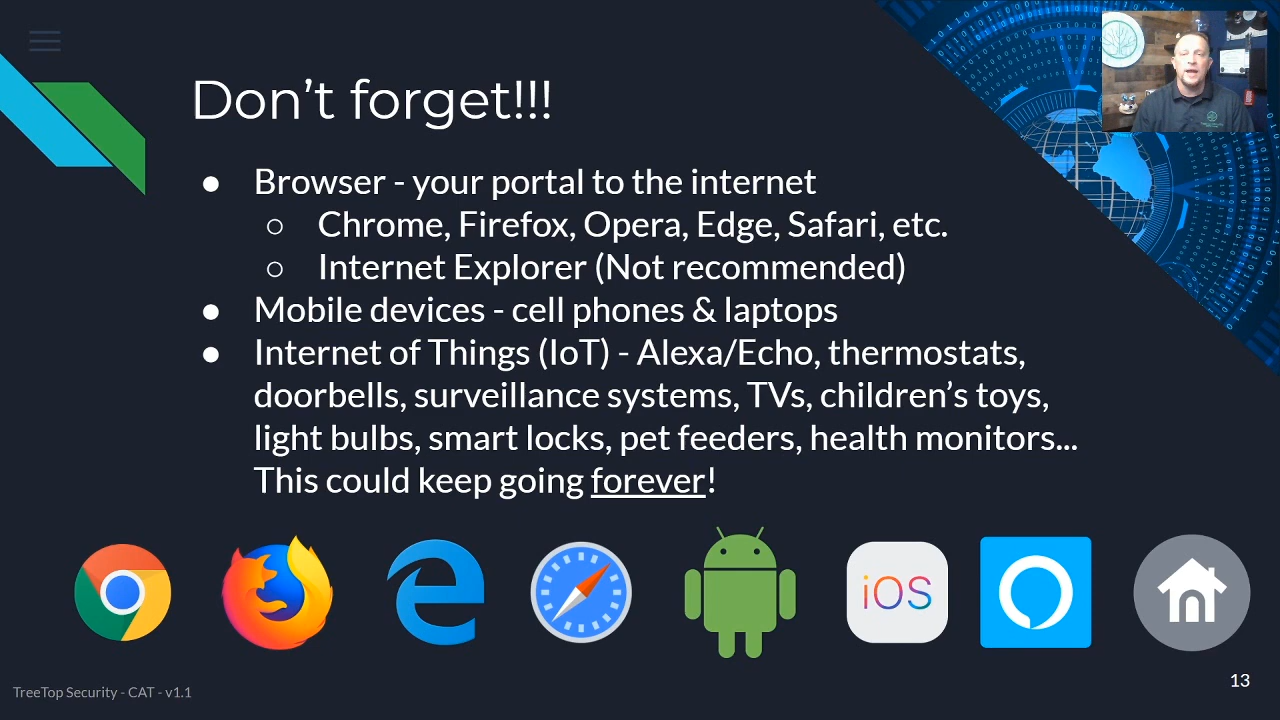 Don't forget!!!
● Browser - your portal to the internet
○ Chrome, Firefox, Opera, Edge, Safari, etc.
○ Internet Explorer (Not recommended)
● Mobile devices - cell phones & laptops
● Internet of Things (IoT) - Alexa/Echo, thermostats,
doorbells, surveillance systems, TVs, children's toys,
light bulbs, smart locks, pet feeders, health monitors...
This could keep going forever!
iOS
TreeTop Security - CAT - v1.1
13